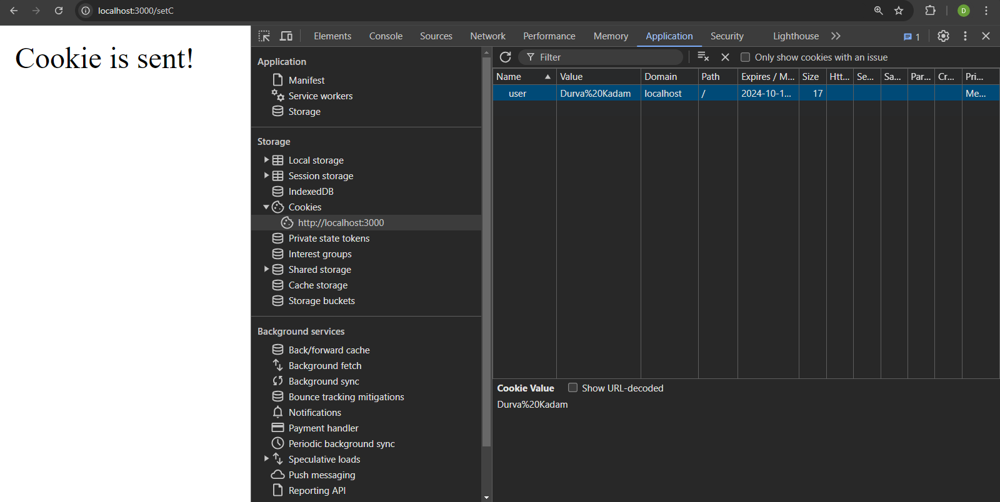 localhost:3000/setC
D
Cookie is sent!
Elements Console Sources Network Performance Memory Application Security Lighthouse
1
Application
Manifest
Service workers
Storage
Storage
Local storage
Session storage
IndexedDB
Cookies
http://localhost:3000
Private state tokens
Interest groups
Shared storage
Cache storage
Storage buckets
Background services
Back/forward cache
Background fetch
Background sync
Bounce tracking mitigations
Notifications
Payment handler
Periodic background sync
Speculative loads
Push messaging
Reporting API
Filter
Only show cookies with an issue
Name Value Domain Path Expires / M... Size Htt... Se... Sa... Par... Cr... Pri...
user Durva%20Kadam localhost / 2024-10-1... 17 Me...
Cookie Value Show URL-decoded
Durva%20Kadam